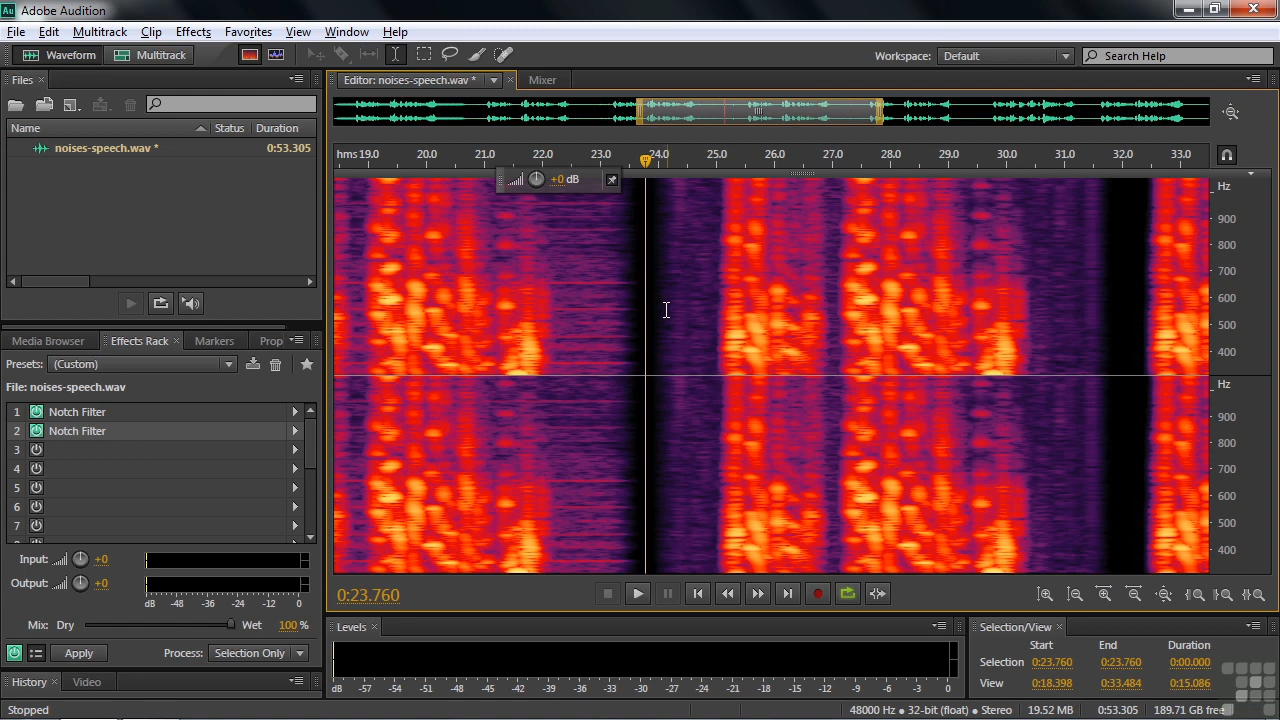 Au Adobe Audition
File Edit Multitrack Clip Effects Favorites View Window Help
Waveform Multitrack Workspace: Default Search Help
Files × Editor: noises-speech.wav * × Mixer
Name Status Duration
noises-speech.wav * 0:53.305
hms 19.0 20.0 21.0 22.0 23.0 24.0 25.0 26.0 27.0 28.0 29.0 30.0 31.0 32.0 33.0
+0 dB
Hz
900
800
700
600
500
400
Hz
900
800
700
600
500
400
Media Browser Effects Rack × Markers Prop
Presets: (Custom)
File: noises-speech.wav
1 Notch Filter
2 Notch Filter
3
4
5
6
7
Input: +0
Output: +0
dB -48 -36 -24 -12 0
Mix: Dry Wet 100 %
Apply Process: Selection Only
History × Video
Stopped
0:23.760
Levels ×
dB -57 -54 -51 -48 -45 -42 -39 -36 -33 -30 -27 -24 -21 -18 -15 -12 -9 -6 -3 0
Selection/View ×
Start End Duration
Selection 0:23.760 0:23.760 0:00.000
View 0:18.398 0:33.484 0:15.086
48000 Hz ● 32-bit (float) ● Stereo 19.52 MB 0:53.305 189.71 GB free